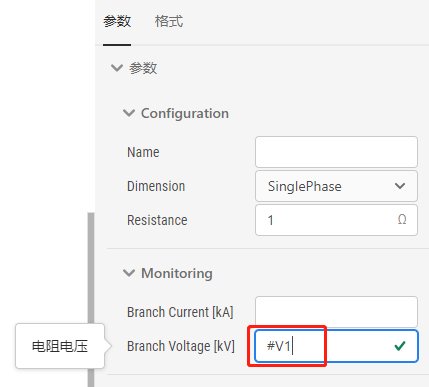 参数 格式
参数
Configuration
Name
Dimension SinglePhase
Resistance 1 Ω
Monitoring
Branch Current [kA]
电阻电压 Branch Voltage [kV] #V1